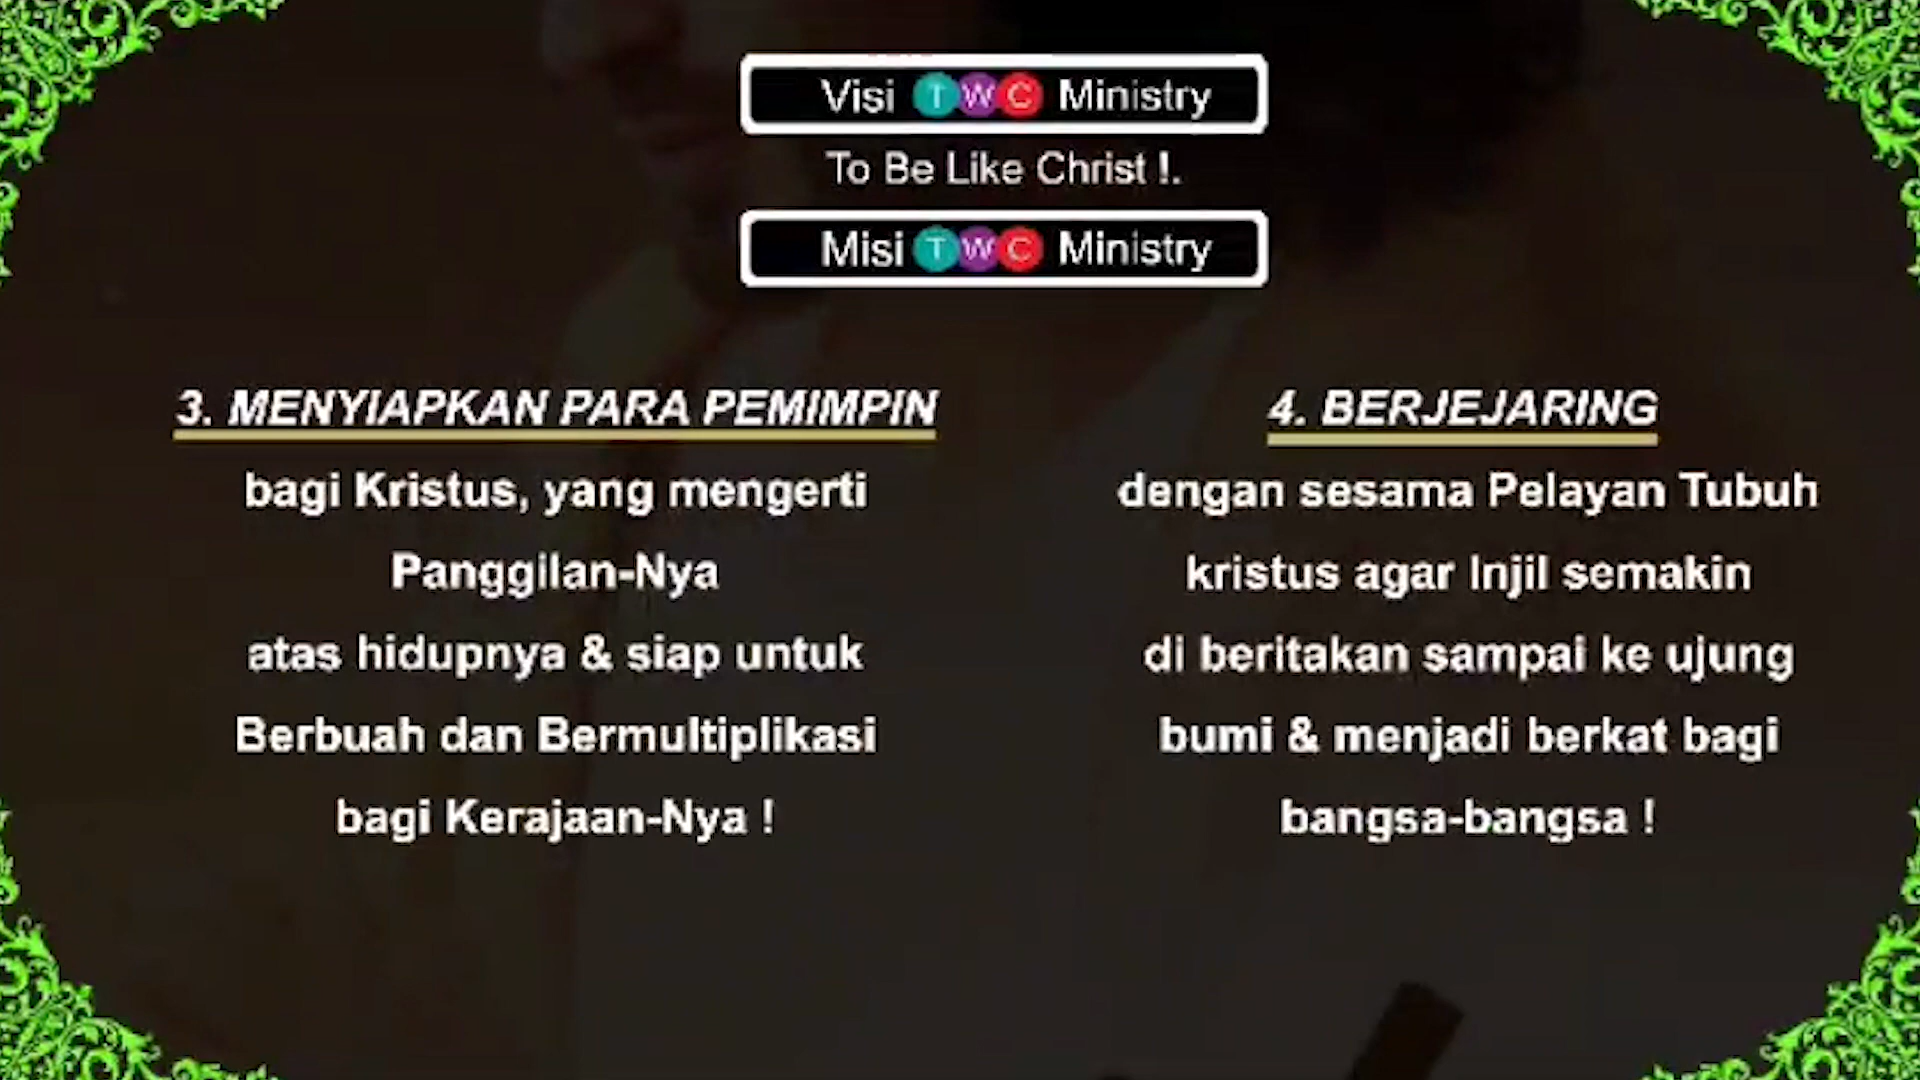 Visi TWC Ministry
To Be Like Christ !.
Misi TWC Ministry
3. MENYIAPKAN PARA PEMIMPIN
bagi Kristus, yang mengerti
Panggilan-Nya
atas hidupnya & siap untuk
Berbuah dan Bermultiplikasi
bagi Kerajaan-Nya !
4. BERJEJARING
dengan sesama Pelayan Tubuh
kristus agar Injil semakin
di beritakan sampai ke ujung
bumi & menjadi berkat bagi
bangsa-bangsa !